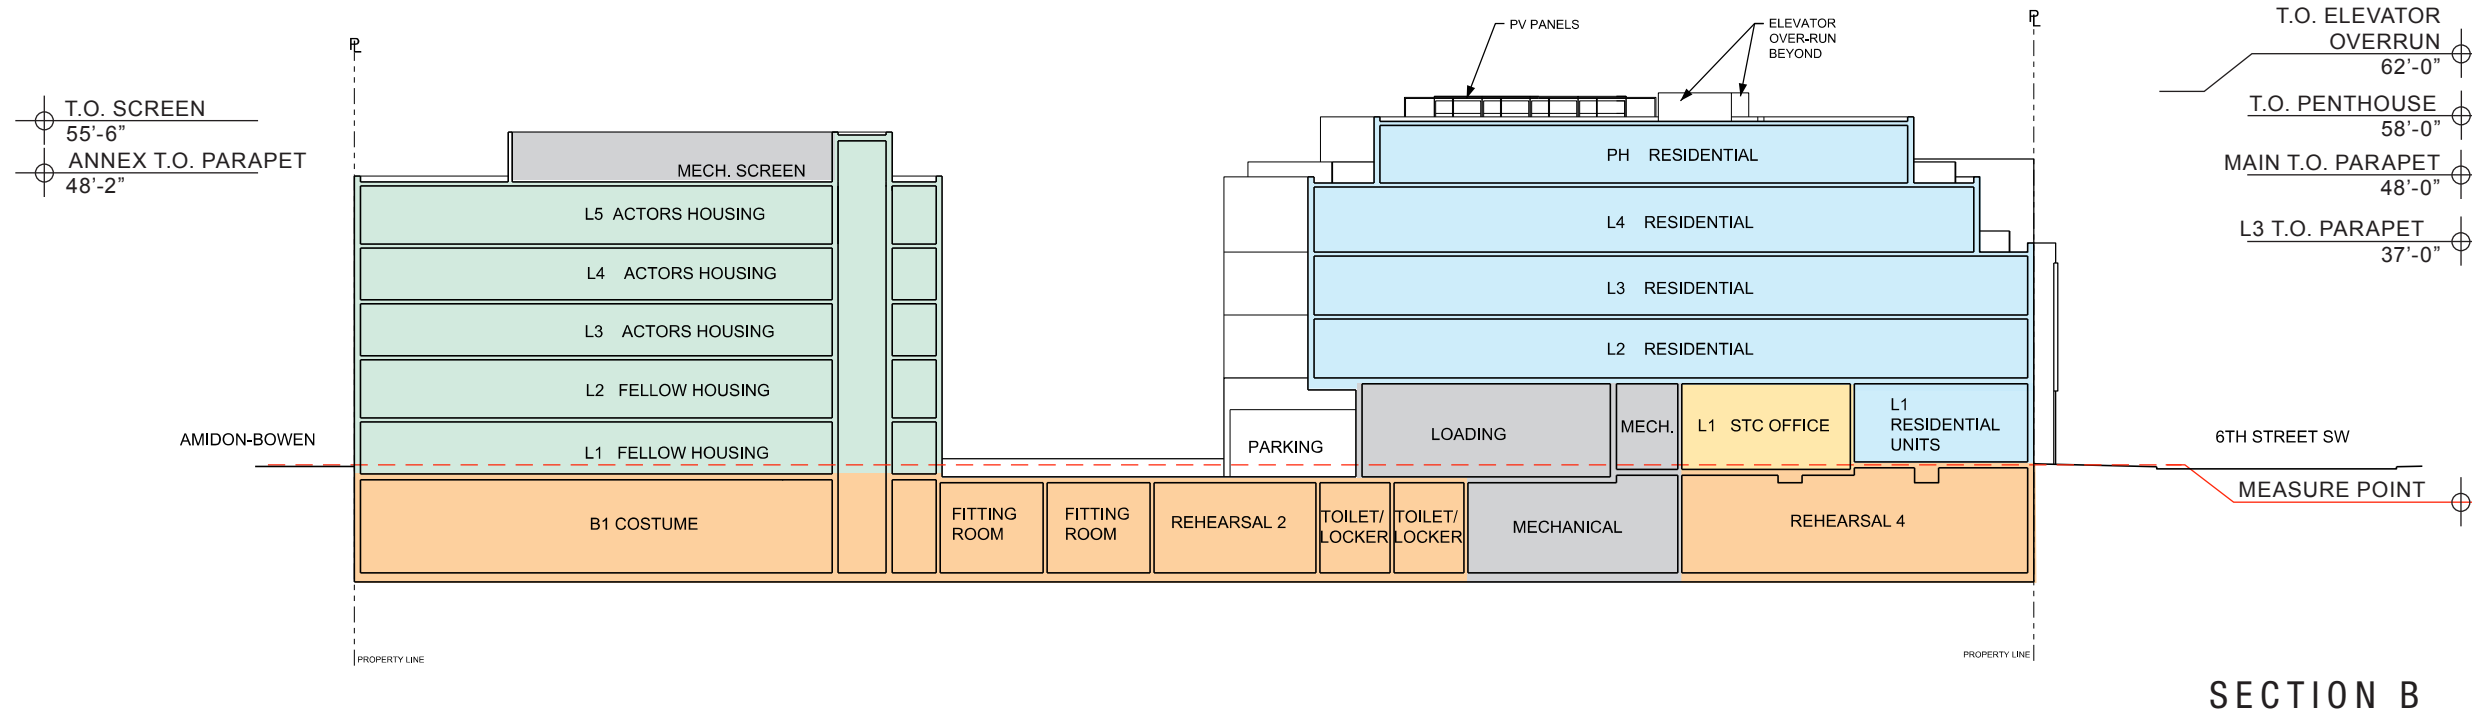 PL
PL
PV PANELS
ELEVATOR
OVER-RUN
BEYOND
T.O. ELEVATOR
OVERRUN
62'-0”
T.O. SCREEN
55'-6”
ANNEX T.O. PARAPET
48'-2”
T.O. PENTHOUSE
58'-0”
MAIN T.O. PARAPET
48'-0”
L3 T.O. PARAPET
37'-0”
MECH. SCREEN
L5 ACTORS HOUSING
L4 ACTORS HOUSING
L3 ACTORS HOUSING
L2 FELLOW HOUSING
L1 FELLOW HOUSING
PH RESIDENTIAL
L4 RESIDENTIAL
L3 RESIDENTIAL
L2 RESIDENTIAL
AMIDON-BOWEN
PARKING
LOADING
MECH.
L1 STC OFFICE
L1
RESIDENTIAL
UNITS
6TH STREET SW
MEASURE POINT
B1 COSTUME
FITTING
ROOM
FITTING
ROOM
REHEARSAL 2
TOILET/
LOCKER
TOILET/
LOCKER
MECHANICAL
REHEARSAL 4
PROPERTY LINE
PROPERTY LINE
SECTION B